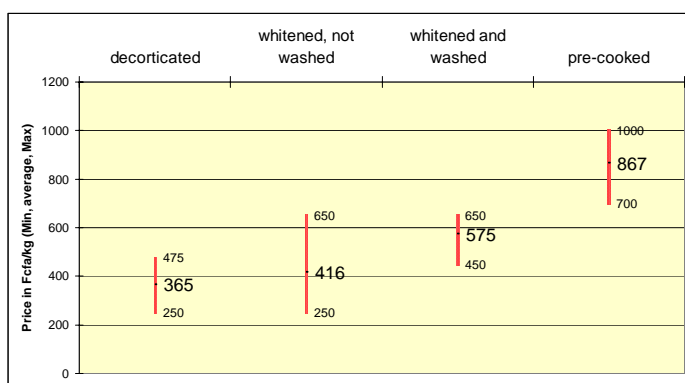 decorticated
whitened, not
washed
whitened and
washed
pre-cooked
Price in Fcfa/kg (Min, average, Max)
1200
1000
800
600
400
200
0
475
365
250
650
416
250
650
575
450
1000
867
700